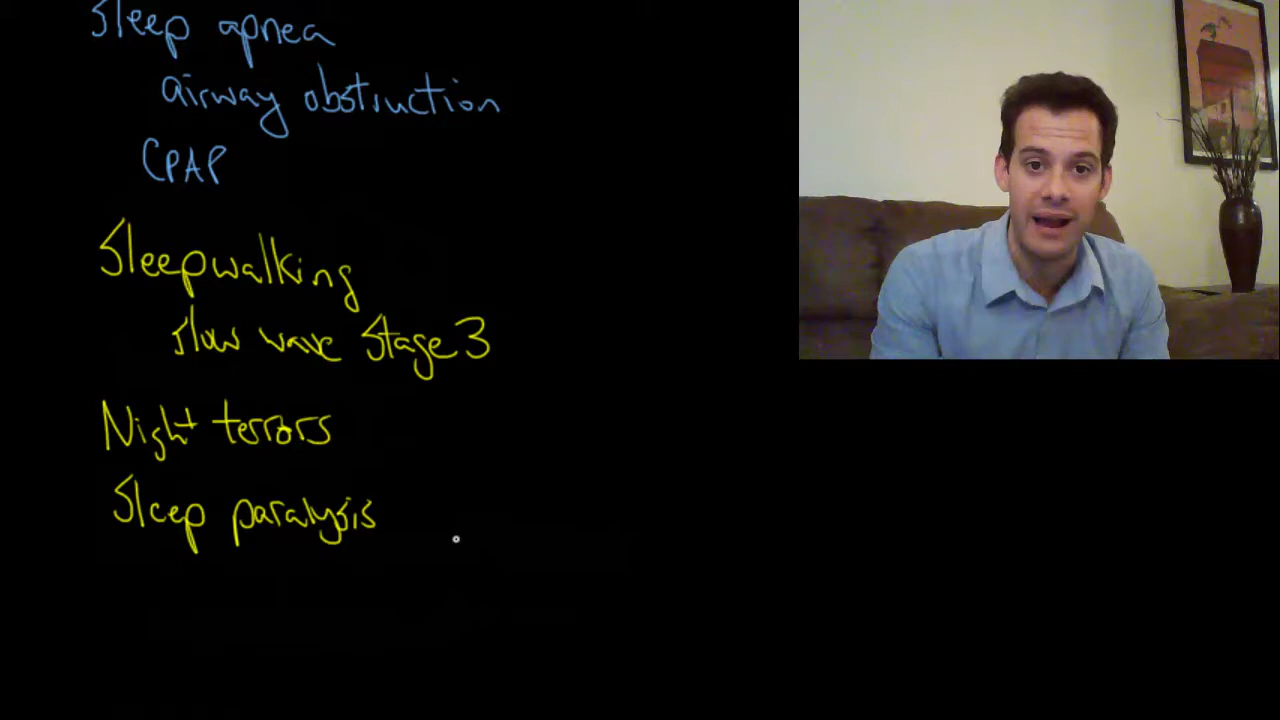 Sleep apnea
airway obstruction
CPAP
Sleepwalking
Slow wave Stage 3
Night terrors
Sleep paralysis